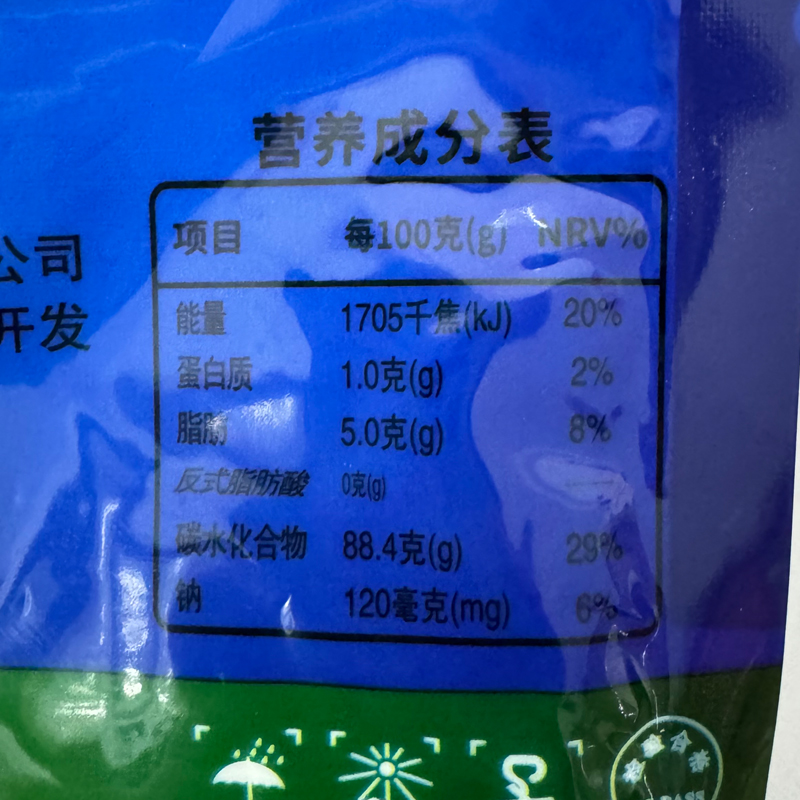 营养成分表
项目 每100克(g) NRV%
公司
开发
能量 1705千焦(kJ) 20%
蛋白质 1.0克(g) 2%
脂肪 5.0克(g) 8%
反式脂肪酸 0克(g)
碳水化合物 88.4克(g) 29%
钠 120毫克(mg) 6%